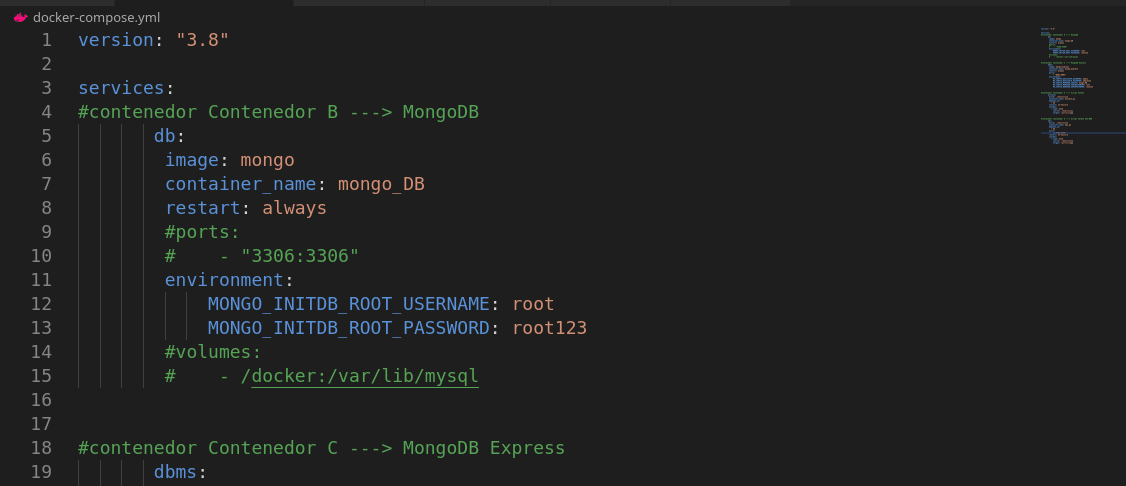 docker-compose.yml
1 version: "3.8"
2
3 services:
4 #contenedor Contenedor B ---> MongoDB
5 db:
6 image: mongo
7 container_name: mongo_DB
8 restart: always
9 #ports:
10 #    - "3306:3306"
11 environment:
12 MONGO_INITDB_ROOT_USERNAME: root
13 MONGO_INITDB_ROOT_PASSWORD: root123
14 #volumes:
15 #    - /docker:/var/lib/mysql
16
17
18 #contenedor Contenedor C ---> MongoDB Express
19 dbms: